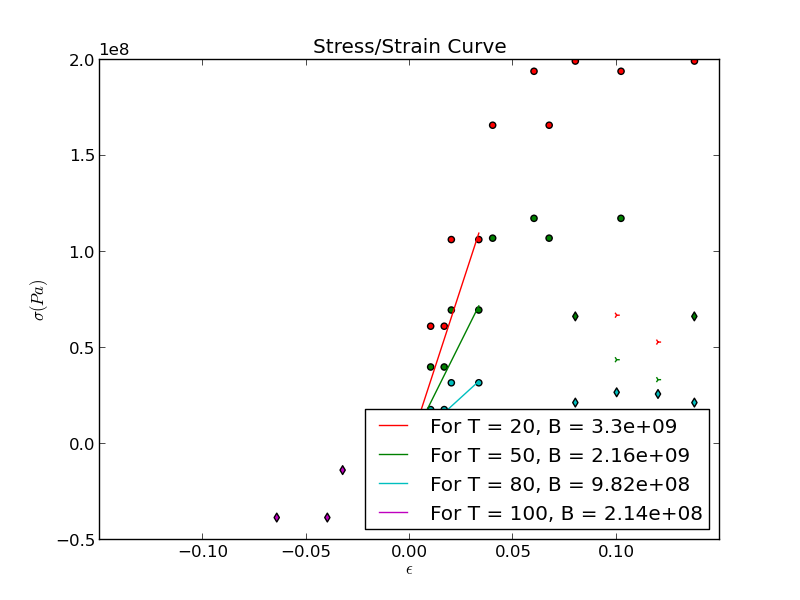 Stress/Strain Curve
1e8
2.0
1.5
1.0
0.5
0.0
−0.5
σ(Pa)
−0.10
−0.05
0.00
0.05
0.10
ϵ
For T = 20, B = 3.3e+09
For T = 50, B = 2.16e+09
For T = 80, B = 9.82e+08
For T = 100, B = 2.14e+08